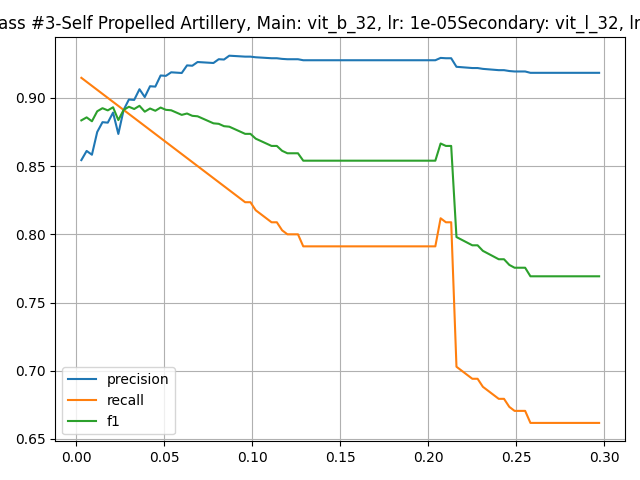 ass #3-Self Propelled Artillery, Main: vit_b_32, lr: 1e-05Secondary: vit_l_32, lr
0.90
0.85
0.80
0.75
0.70
0.65
precision
recall
f1
0.00 0.05 0.10 0.15 0.20 0.25 0.30